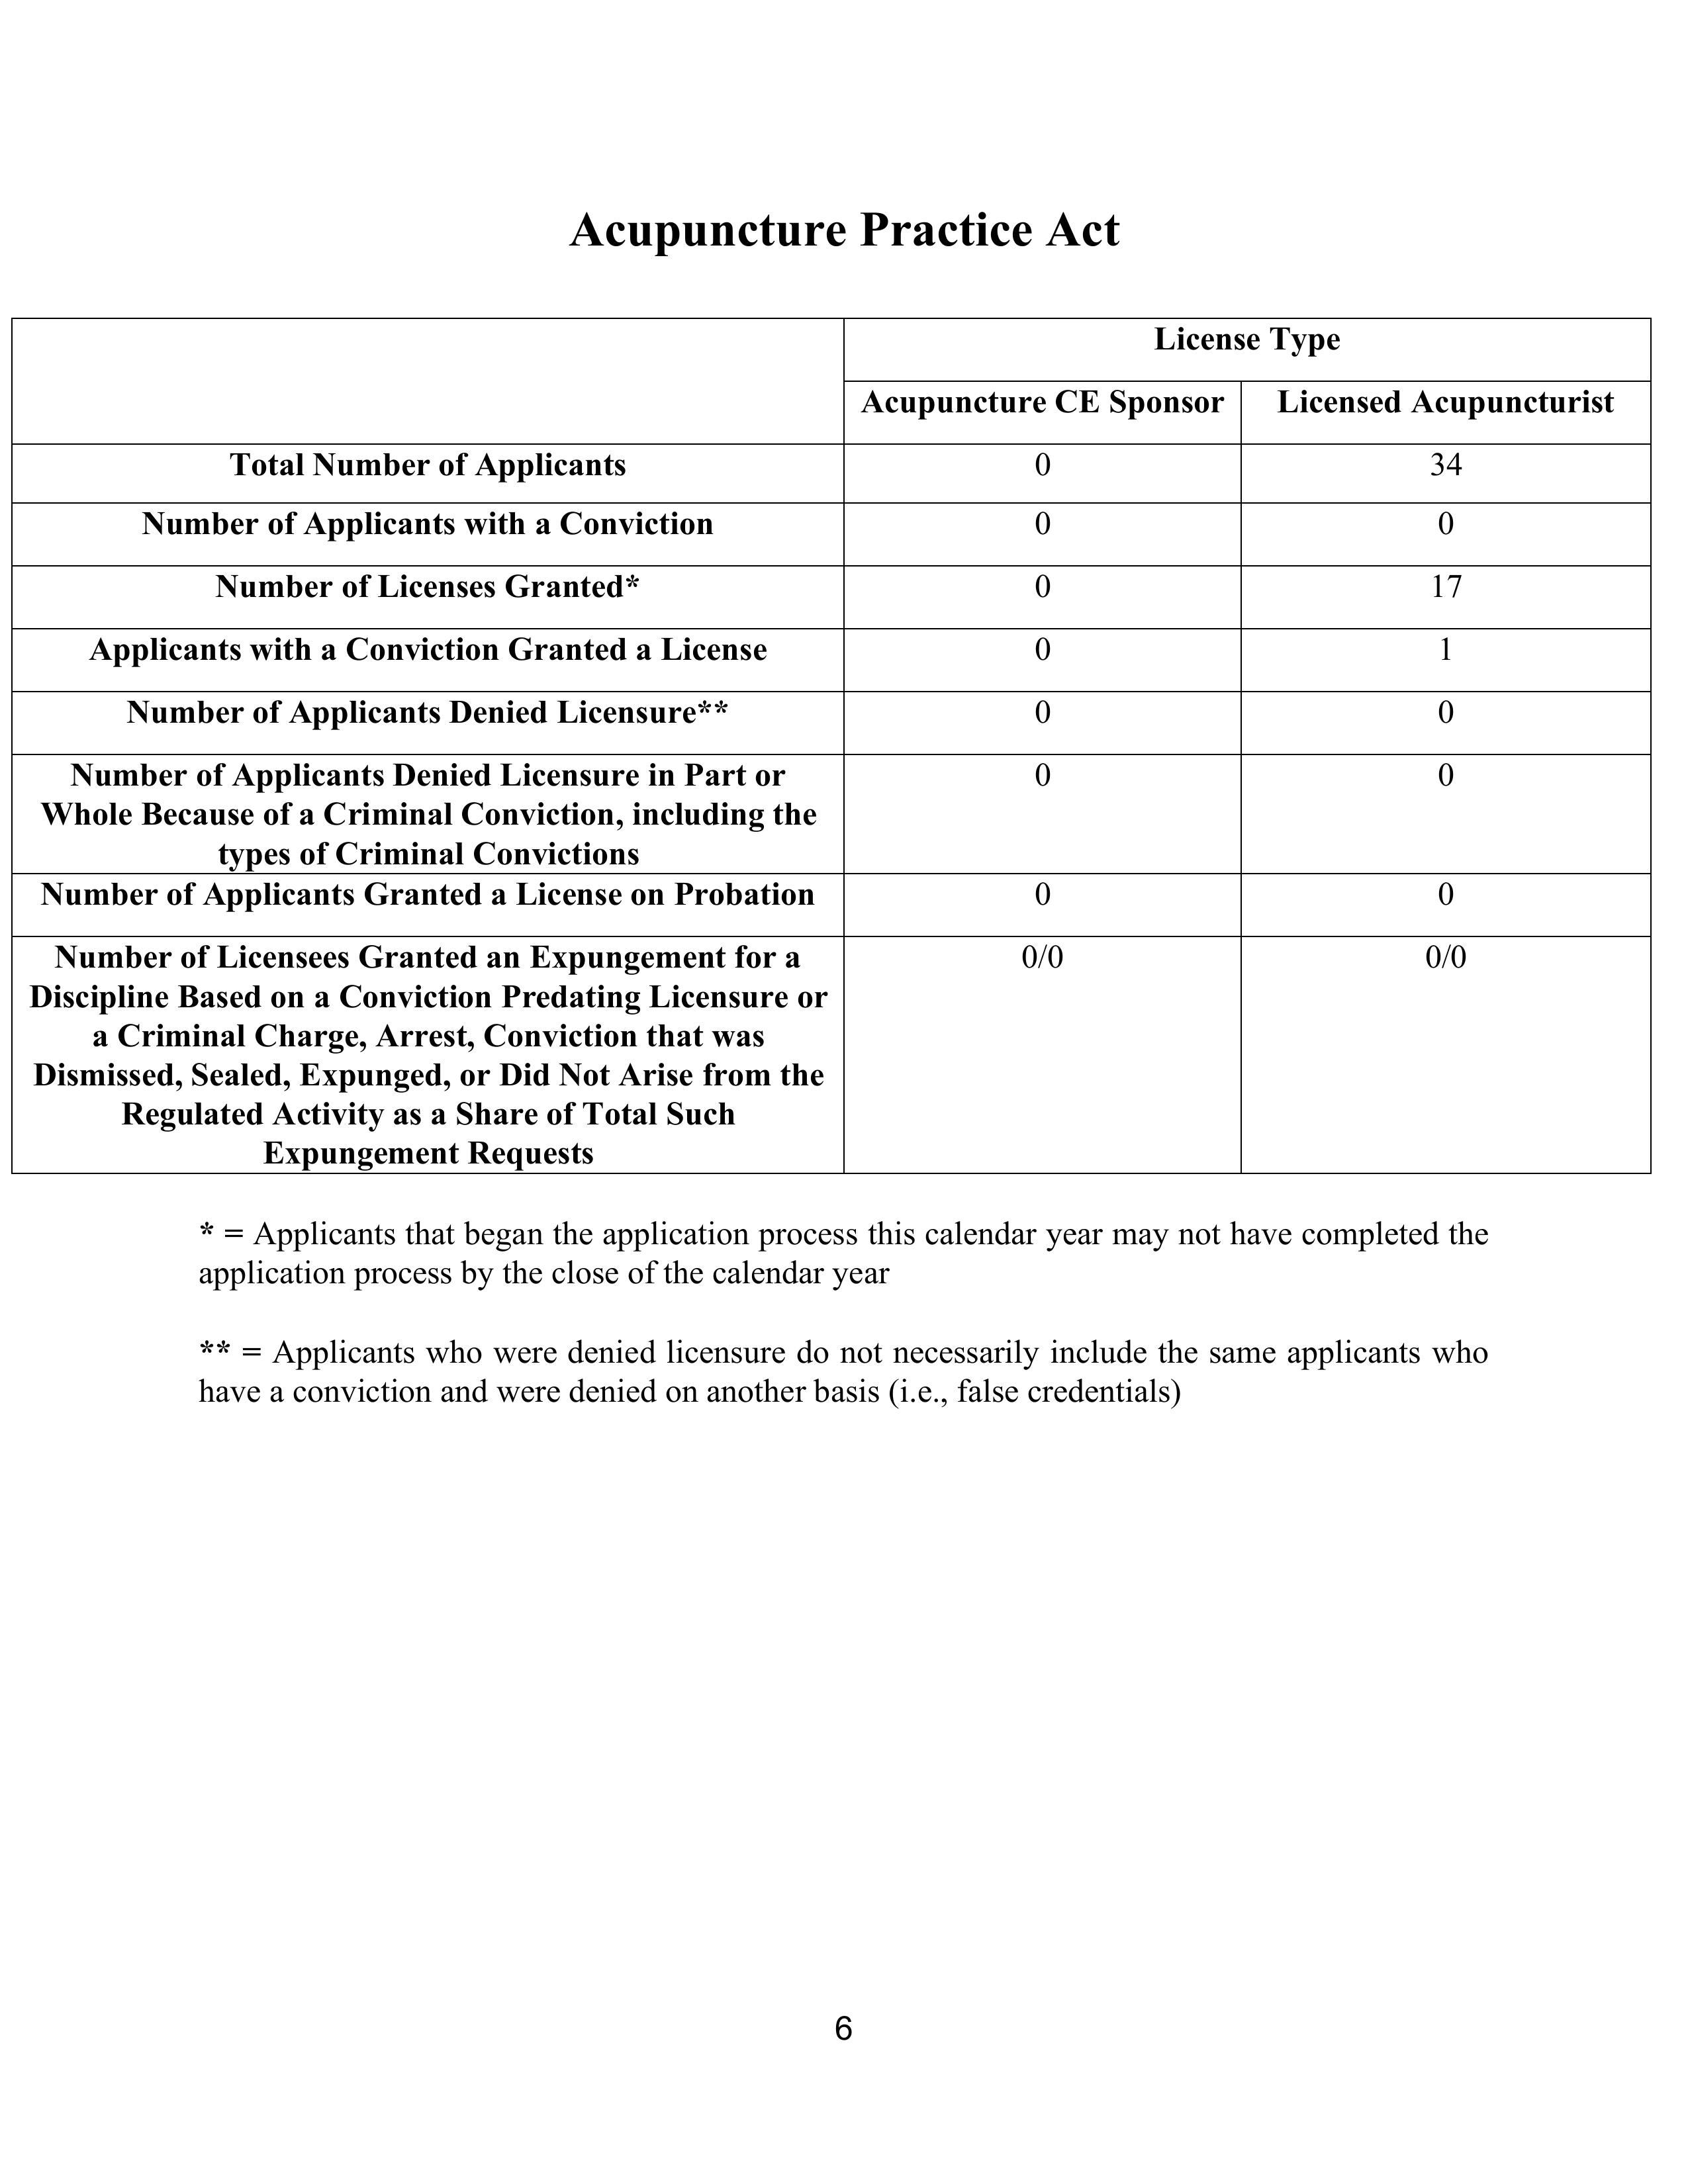 Acupuncture Practice Act
License Type
Acupuncture CE Sponsor Licensed Acupuncturist
Total Number of Applicants 0 34
Number of Applicants with a Conviction 0 0
Number of Licenses Granted* 0 17
Applicants with a Conviction Granted a License 0 1
Number of Applicants Denied Licensure** 0 0
Number of Applicants Denied Licensure in Part or 0 0
Whole Because of a Criminal Conviction, including the
types of Criminal Convictions
Number of Applicants Granted a License on Probation 0 0
Number of Licensees Granted an Expungement for a 0/0 0/0
Discipline Based on a Conviction Predating Licensure or
a Criminal Charge, Arrest, Conviction that was
Dismissed, Sealed, Expunged, or Did Not Arise from the
Regulated Activity as a Share of Total Such
Expungement Requests
* = Applicants that began the application process this calendar year may not have completed the
application process by the close of the calendar year
** = Applicants who were denied licensure do not necessarily include the same applicants who
have a conviction and were denied on another basis (i.e., false credentials)
6